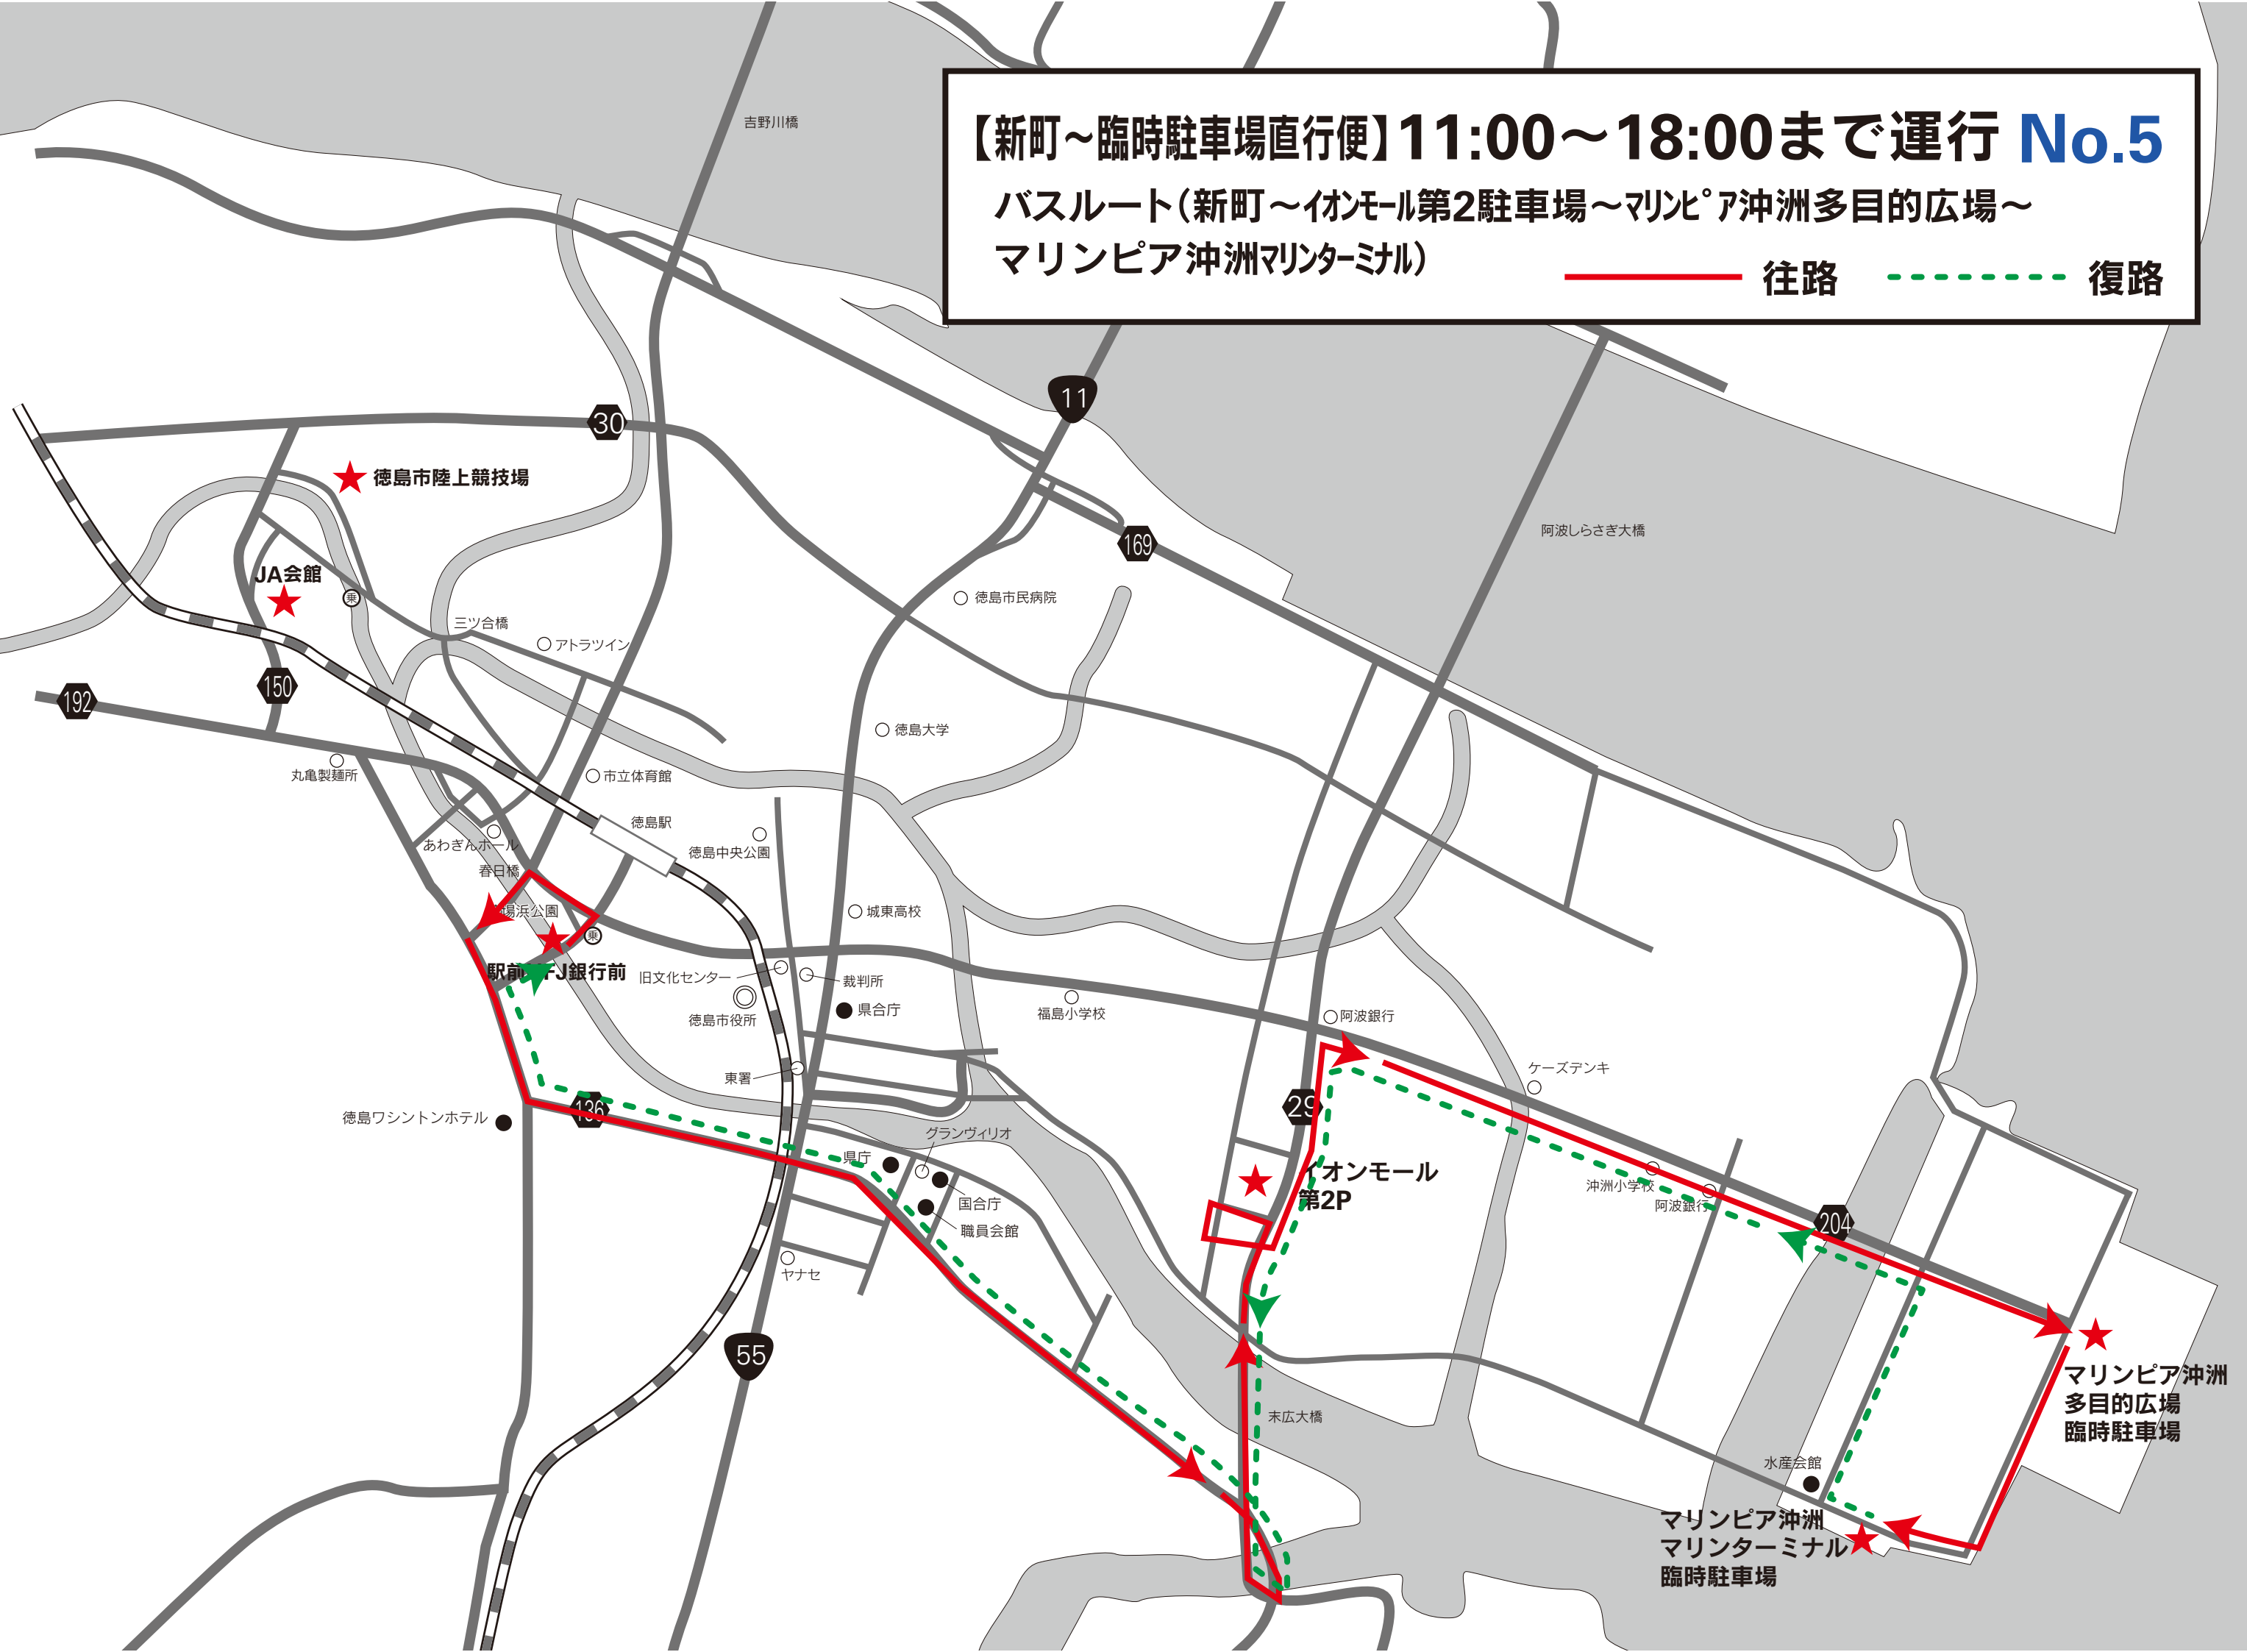 【新町～臨時駐車場直行便】11:00～18:00まで運行 No.5
バスルート（新町～イオンモール第2駐車場～マリンピア沖洲多目的広場～
マリンピア沖洲マリンターミナル）
往路
復路
吉野川橋
11
30
徳島市陸上競技場
阿波しらさぎ大橋
169
JA会館
乗
徳島市民病院
三ツ合橋
アトラツイン
150
192
徳島大学
丸亀製麺所
市立体育館
徳島駅
あわぎんホール
徳島中央公園
春日橋
場浜公園
城東高校
乗
駅前
FJ銀行前
旧文化センター
裁判所
県合庁
徳島市役所
福島小学校
阿波銀行
東署
ケーズデンキ
徳島ワシントンホテル
136
29
グランヴィリオ
県庁
イオンモール
第2P
国合庁
職員会館
沖洲小学校
阿波銀行
204
ヤナセ
55
マリンピア沖洲
多目的広場
臨時駐車場
末広大橋
水産会館
マリンピア沖洲
マリンターミナル
臨時駐車場